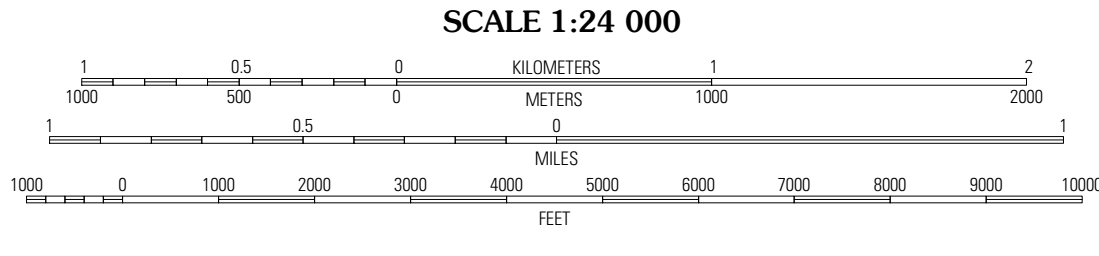 SCALE 1:24 000
1 0.5 0 KILOMETERS 1 2
1000 500 0 METERS 1000 2000
1 0.5 0 1
MILES
1000 0 1000 2000 3000 4000 5000 6000 7000 8000 9000 10000
FEET